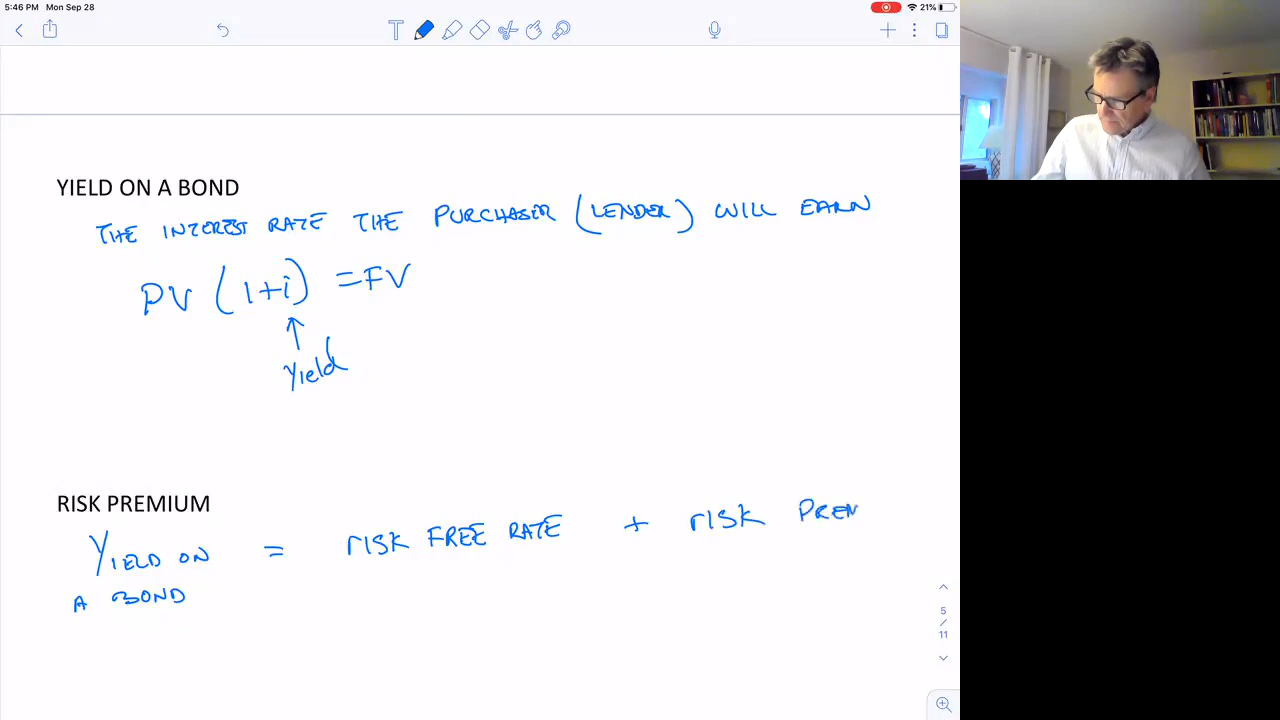 5:46 PM Mon Sep 28
21%
YIELD ON A BOND
THE INTEREST RATE THE PURCHASER (LENDER) WILL EARN
PV (1+i) = FV
Yield
RISK PREMIUM
YIELD ON = RISK FREE RATE + RISK PREM
A BOND
5
/
11